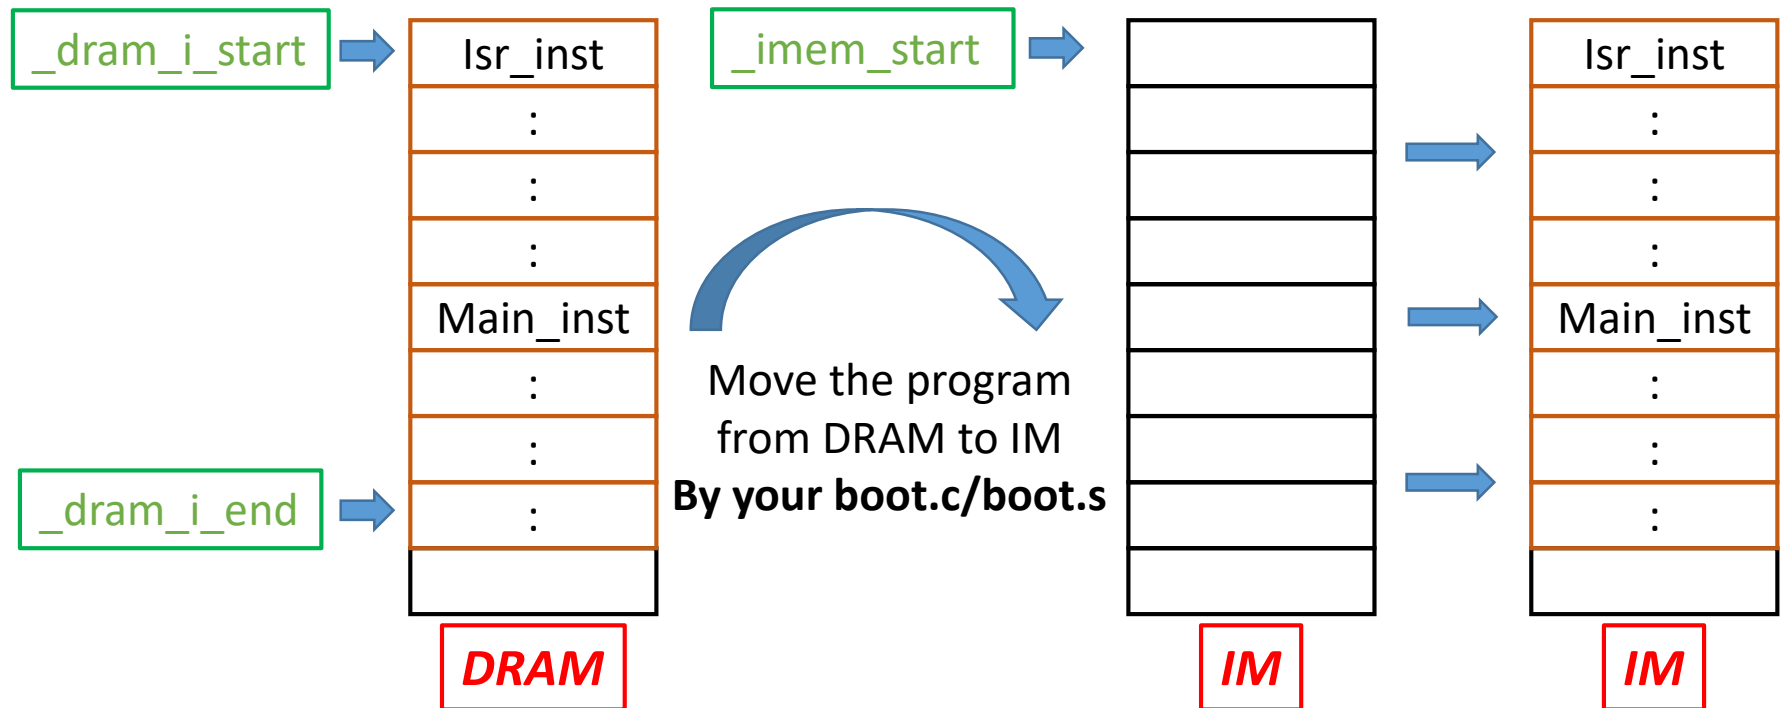 _dram_i_start
Isr_inst
:
:
:
Main_inst
:
:
:
_dram_i_end
DRAM
_imem_start
Move the program
from DRAM to IM
By your boot.c/boot.s
IM
Isr_inst
:
:
:
Main_inst
:
:
:
IM